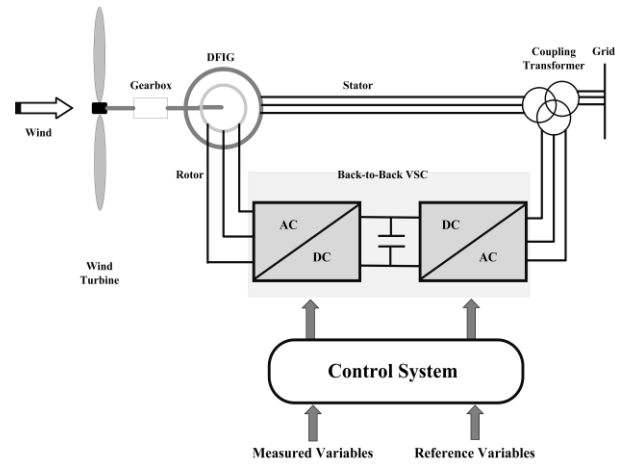 DFIG
Coupling
Transformer
Grid
Gearbox
Stator
Wind
Rotor
Back-to-Back VSC
AC
DC
DC
AC
Wind
Turbine
Control System
Measured Variables
Reference Variables